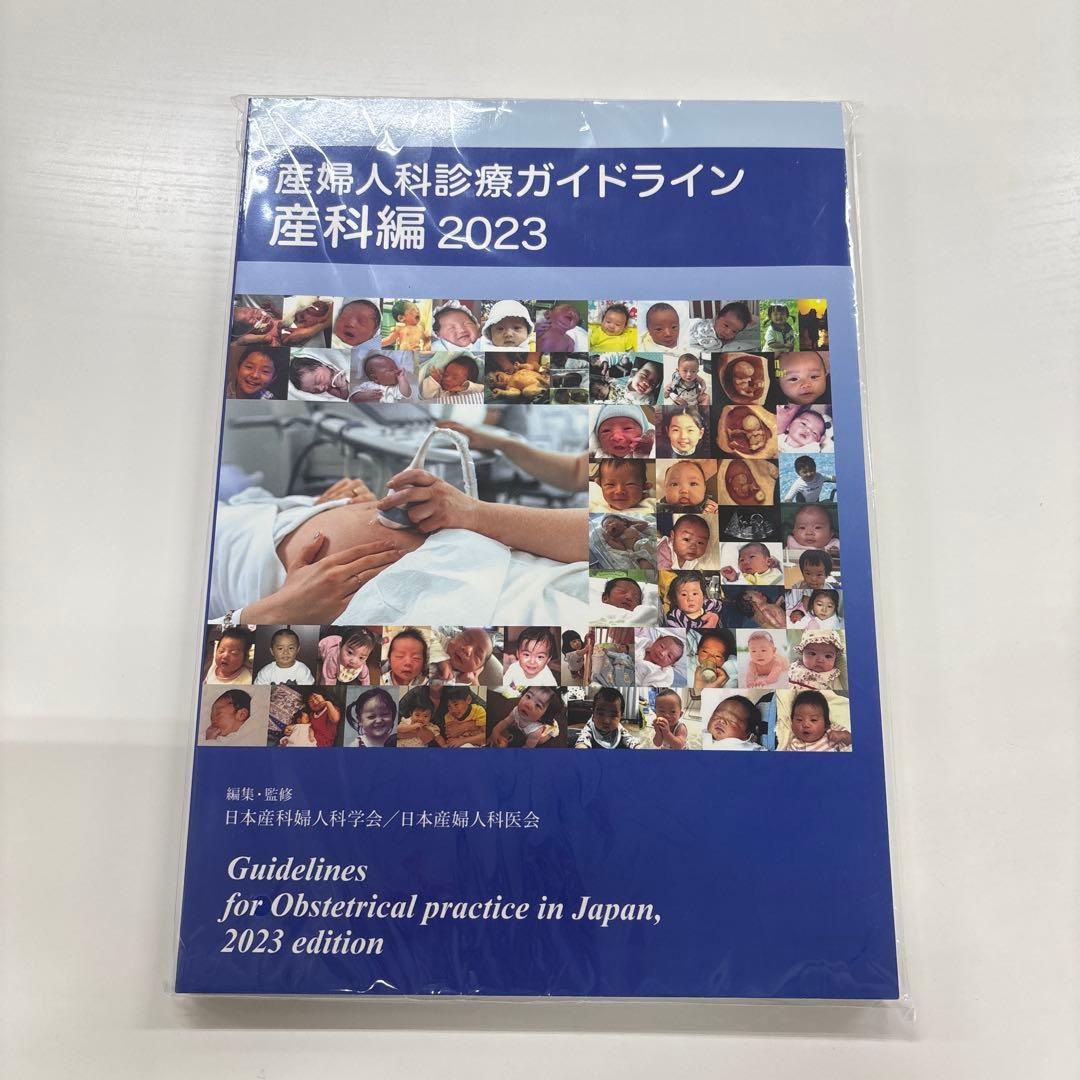 産婦人科診療ガイドライン
産科編 2023
編集・監修
日本産科婦人科学会／日本産婦人科医会
Guidelines
for Obstetrical practice in Japan,
2023 edition